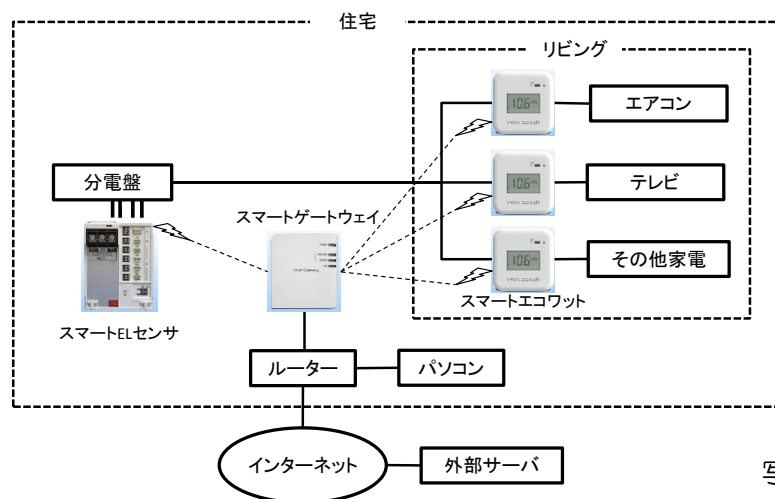 住宅
リビング
106
エアコン
分電盤
106
テレビ
スマートゲートウェイ
106
その他家電
スマートエコワット
スマートELセンサ
ルーター
パソコン
インターネット
外部サーバ
写